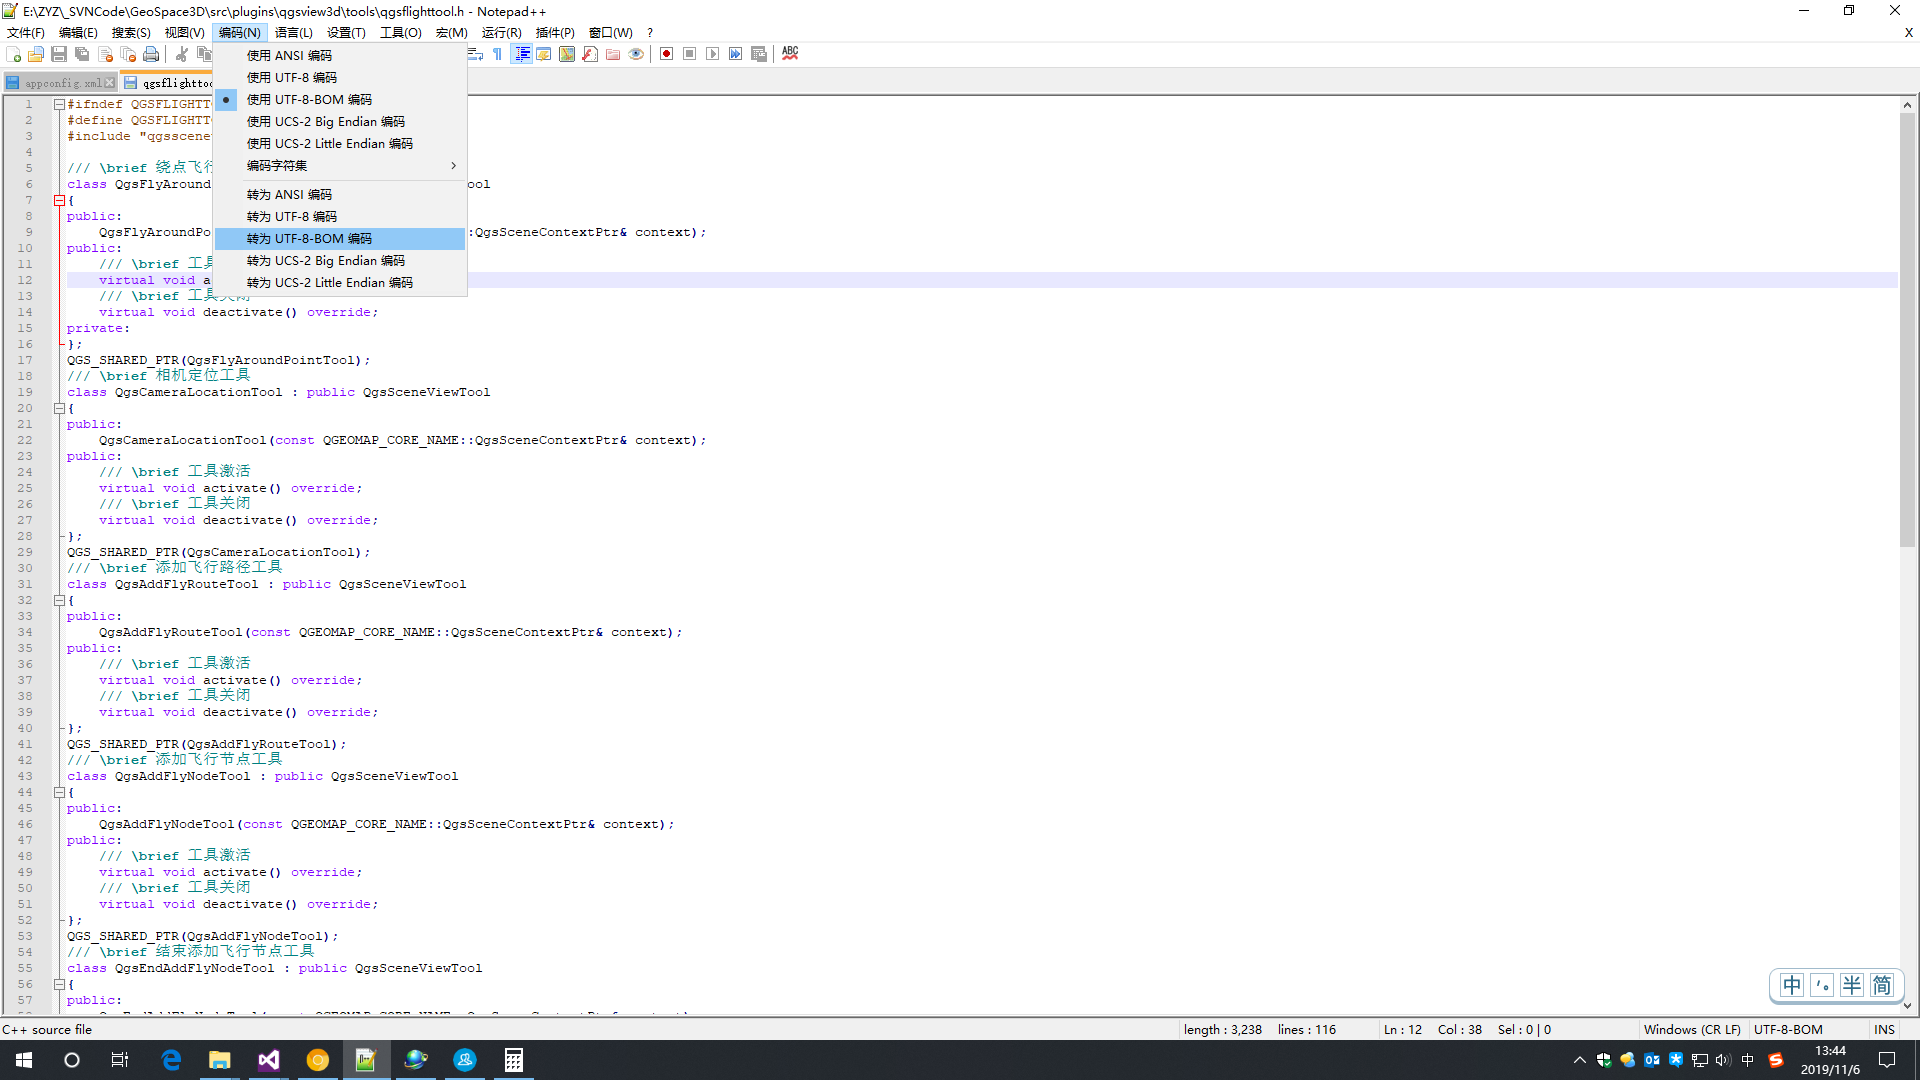 E:\ZYZ\_SVNCode\GeoSpace3D\src\plugins\qgsview3d\tools\qgsflighttool.h - Notepad++
文件(F) 编辑(E) 搜索(S) 视图(V) 编码(N) 语言(L) 设置(T) 工具(O) 宏(M) 运行(R) 插件(P) 窗口(W) ? X
ABC
appconfig.xml qgsflighttoo
使用 ANSI 编码
使用 UTF-8 编码
使用 UTF-8-BOM 编码
使用 UCS-2 Big Endian 编码
使用 UCS-2 Little Endian 编码
编码字符集
转为 ANSI 编码
转为 UTF-8 编码
转为 UTF-8-BOM 编码
转为 UCS-2 Big Endian 编码
转为 UCS-2 Little Endian 编码
1 #ifndef QGSFLIGHTT
2 #define QGSFLIGHTT
3 #include "qgsscene
4
5 /// \brief 绕点飞行
6 class QgsFlyAround ool
7 {
8 public:
9 QgsFlyAroundPo :QgsSceneContextPtr& context);
10 public:
11 /// \brief 工具
12 virtual void a
13 /// \brief 工具关闭
14 virtual void deactivate() override;
15 private:
16 };
17 QGS_SHARED_PTR(QgsFlyAroundPointTool);
18 /// \brief 相机定位工具
19 class QgsCameraLocationTool : public QgsSceneViewTool
20 {
21 public:
22 QgsCameraLocationTool(const QGEOMAP_CORE_NAME::QgsSceneContextPtr& context);
23 public:
24 /// \brief 工具激活
25 virtual void activate() override;
26 /// \brief 工具关闭
27 virtual void deactivate() override;
28 };
29 QGS_SHARED_PTR(QgsCameraLocationTool);
30 /// \brief 添加飞行路径工具
31 class QgsAddFlyRouteTool : public QgsSceneViewTool
32 {
33 public:
34 QgsAddFlyRouteTool(const QGEOMAP_CORE_NAME::QgsSceneContextPtr& context);
35 public:
36 /// \brief 工具激活
37 virtual void activate() override;
38 /// \brief 工具关闭
39 virtual void deactivate() override;
40 };
41 QGS_SHARED_PTR(QgsAddFlyRouteTool);
42 /// \brief 添加飞行节点工具
43 class QgsAddFlyNodeTool : public QgsSceneViewTool
44 {
45 public:
46 QgsAddFlyNodeTool(const QGEOMAP_CORE_NAME::QgsSceneContextPtr& context);
47 public:
48 /// \brief 工具激活
49 virtual void activate() override;
50 /// \brief 工具关闭
51 virtual void deactivate() override;
52 };
53 QGS_SHARED_PTR(QgsAddFlyNodeTool);
54 /// \brief 结束添加飞行节点工具
55 class QgsEndAddFlyNodeTool : public QgsSceneViewTool
56 {
57 public:
中 半 简
C++ source file length : 3,238 lines : 116 Ln : 12 Col : 38 Sel : 0 | 0 Windows (CR LF) UTF-8-BOM INS
中
13:44
2019/11/6